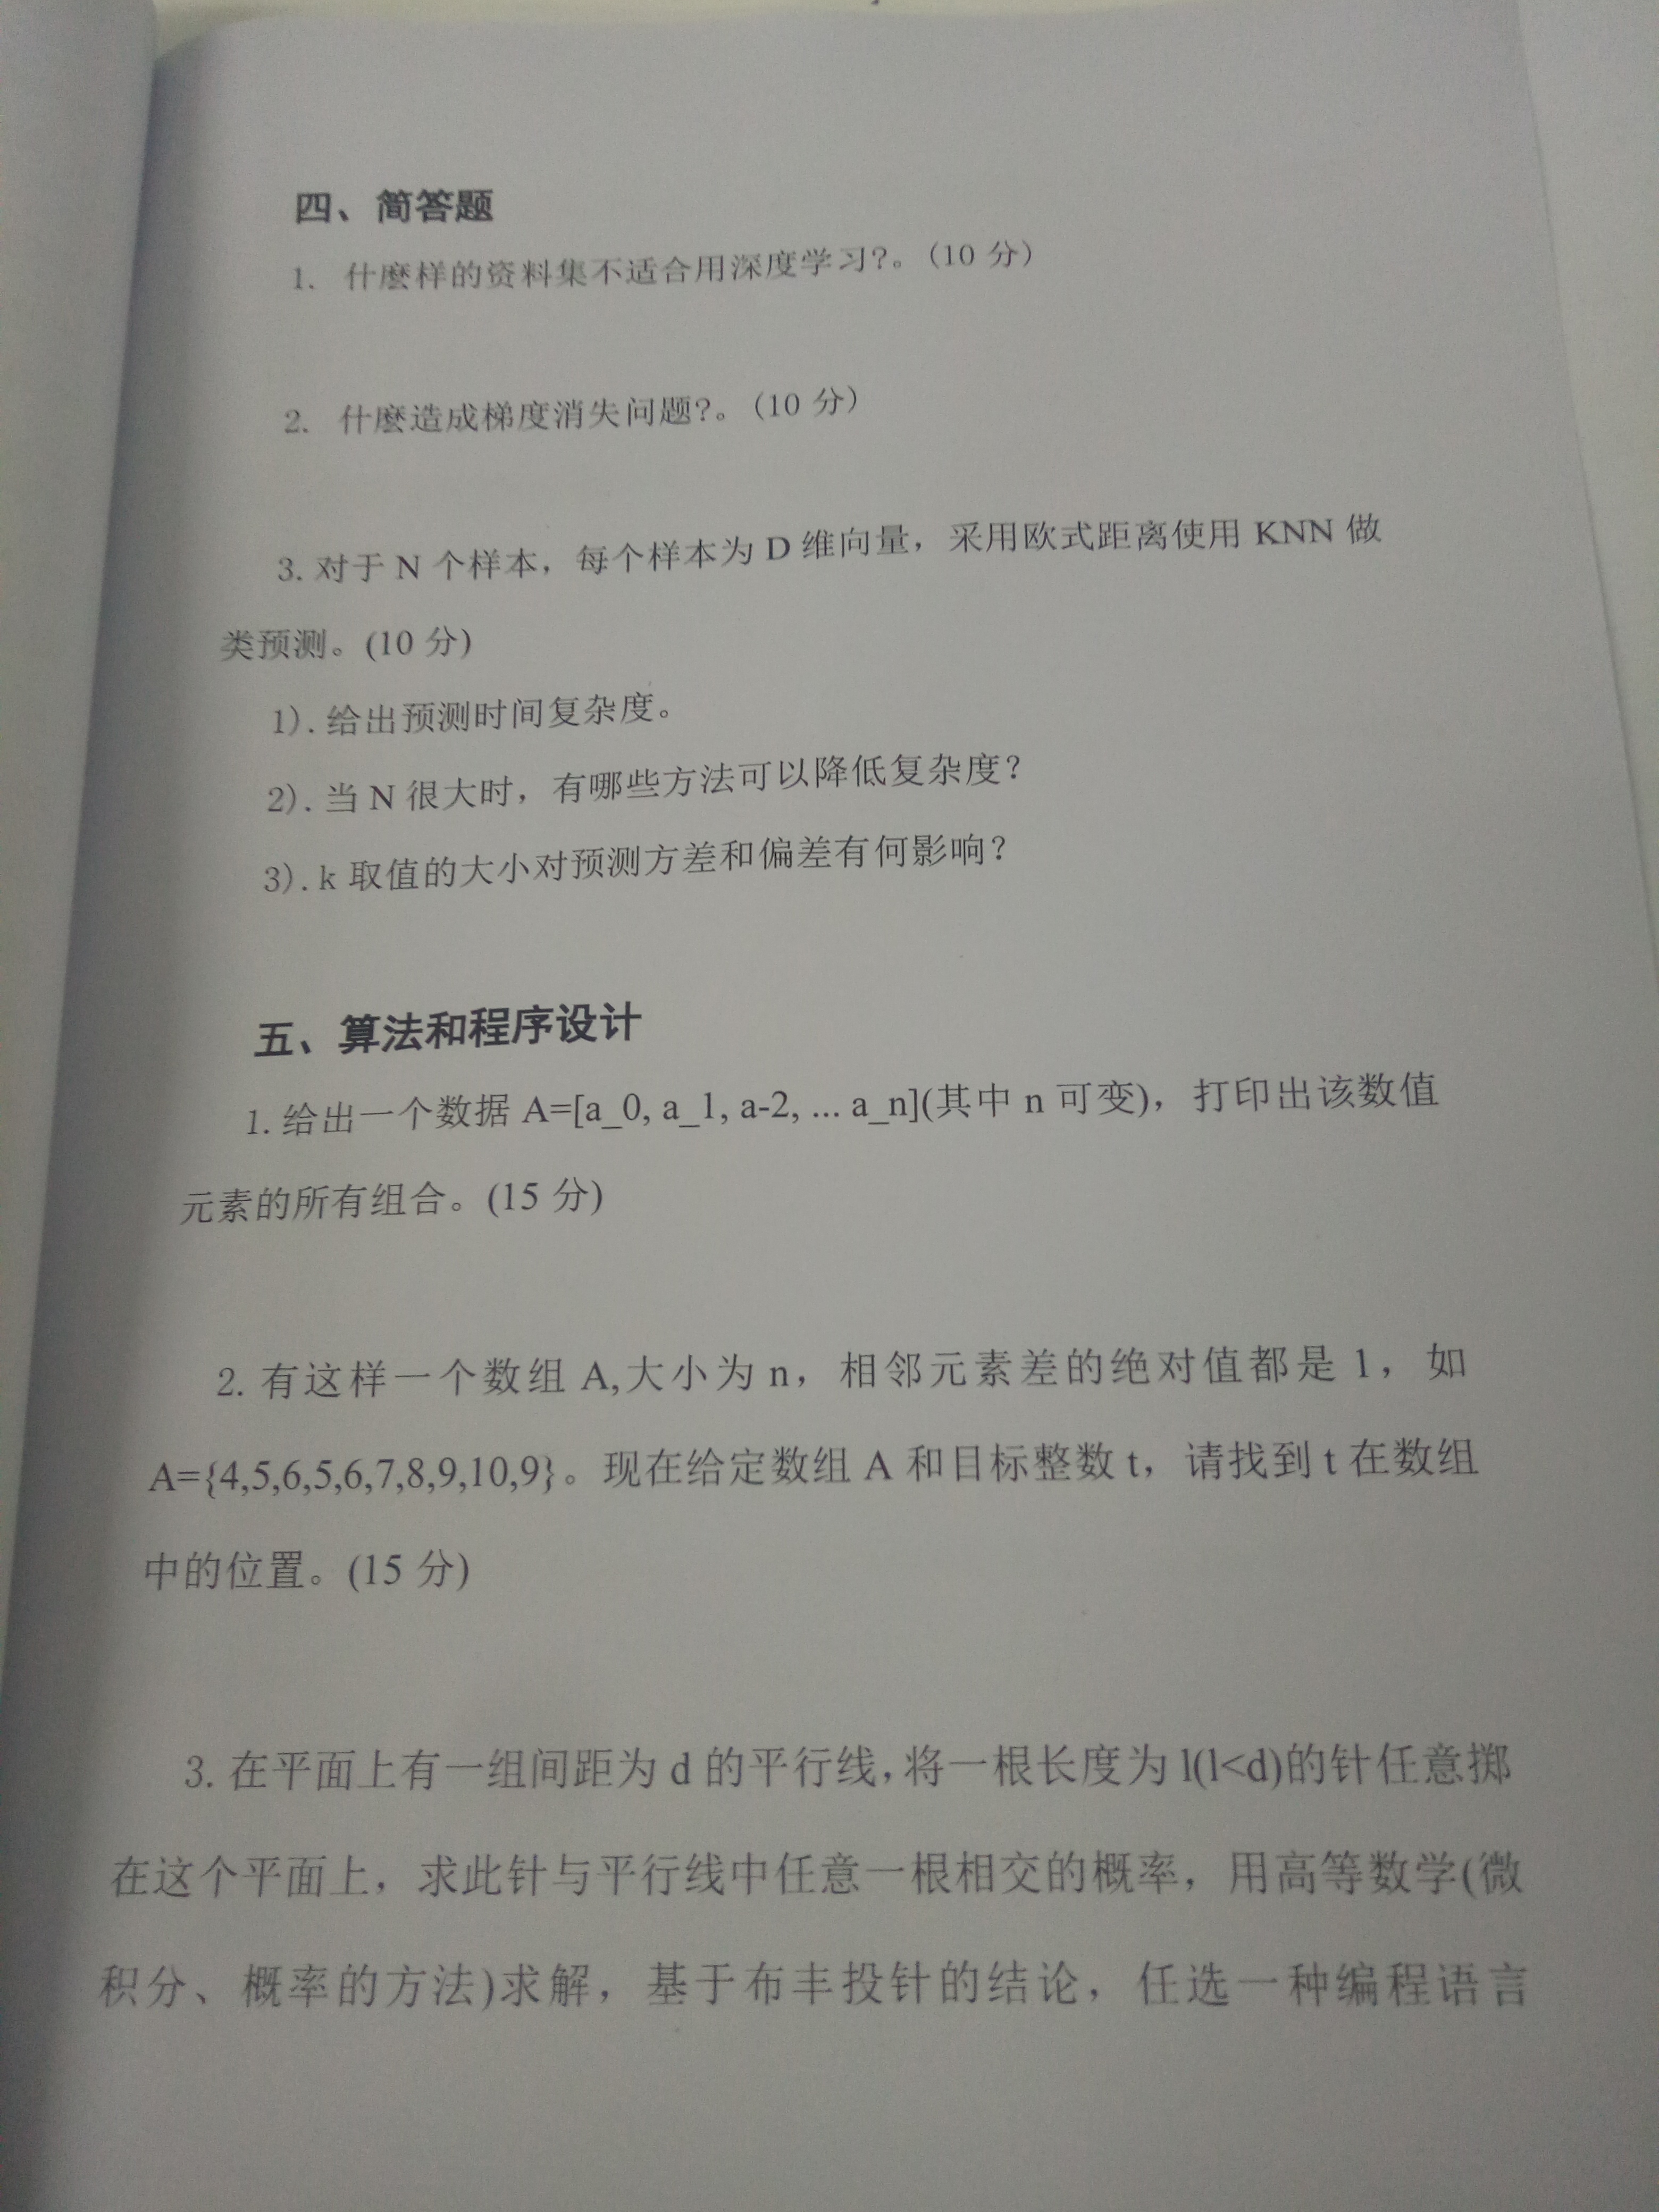 四、简答题
1. 什麽样的资料集不适合用深度学习?。(10 分)
2. 什麽造成梯度消失问题?。(10 分)
3. 对于 N 个样本，每个样本为 D 维向量，采用欧式距离使用 KNN 做
类预测。(10 分)
1). 给出预测时间复杂度。
2). 当 N 很大时，有哪些方法可以降低复杂度？
3). k 取值的大小对预测方差和偏差有何影响？
五、算法和程序设计
1. 给出一个数据 A=[a_0, a_1, a-2, ... a_n](其中 n 可变)，打印出该数值
元素的所有组合。(15 分)
2. 有这样一个数组 A,大小为 n，相邻元素差的绝对值都是 1，如
A={4,5,6,5,6,7,8,9,10,9}。现在给定数组 A 和目标整数 t，请找到 t 在数组
中的位置。(15 分)
3. 在平面上有一组间距为 d 的平行线,将一根长度为 l(l<d)的针任意掷
在这个平面上，求此针与平行线中任意一根相交的概率，用高等数学(微
积分、概率的方法)求解，基于布丰投针的结论，任选一种编程语言